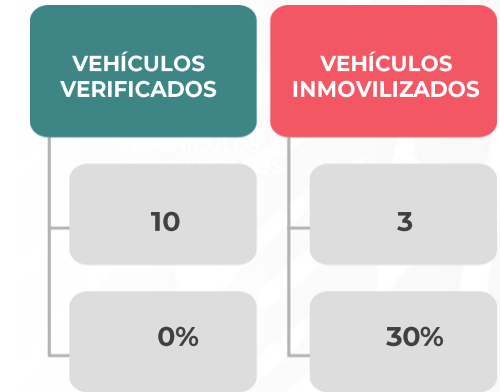 VEHÍCULOS
VERIFICADOS
10
0%
VEHÍCULOS
INMOVILIZADOS
3
30%